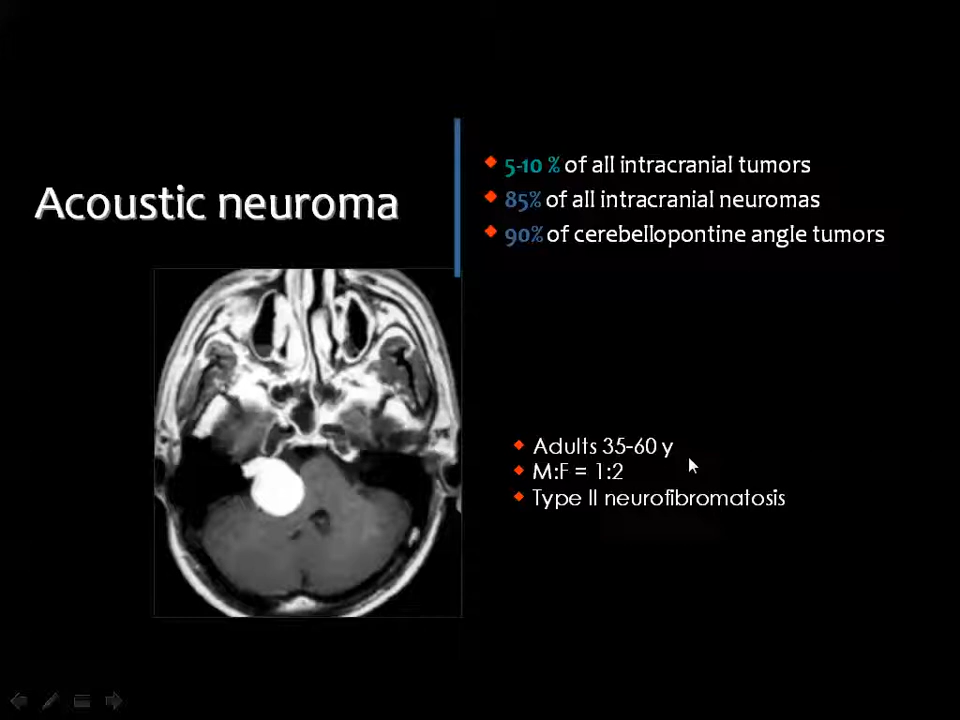 Acoustic neuroma
5-10 % of all intracranial tumors
85% of all intracranial neuromas
90% of cerebellopontine angle tumors
Adults 35-60 y
M:F = 1:2
Type II neurofibromatosis